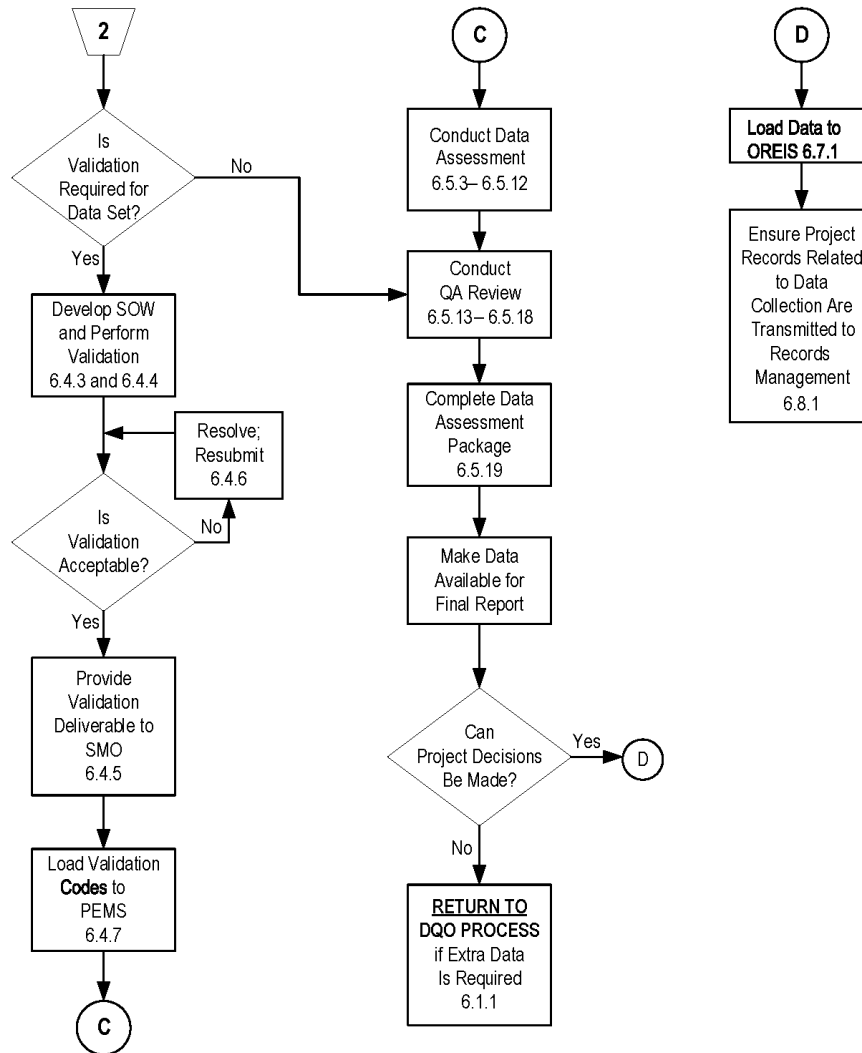 2
Is
Validation
Required for
Data Set?
No
Yes
Develop SOW
and Perform
Validation
6.4.3 and 6.4.4
Resolve;
Resubmit
6.4.6
Is
Validation
Acceptable?
No
Yes
Provide
Validation
Deliverable to
SMO
6.4.5
Load Validation
Codes to
PEMS
6.4.7
C
C
Conduct Data
Assessment
6.5.3– 6.5.12
Conduct
QA Review
6.5.13– 6.5.18
Complete Data
Assessment
Package
6.5.19
Make Data
Available for
Final Report
Can
Project Decisions
Be Made?
Yes
D
No
RETURN TO
DQO PROCESS
if Extra Data
Is Required
6.1.1
D
Load Data to
OREIS 6.7.1
Ensure Project
Records Related
to Data
Collection Are
Transmitted to
Records
Management
6.8.1